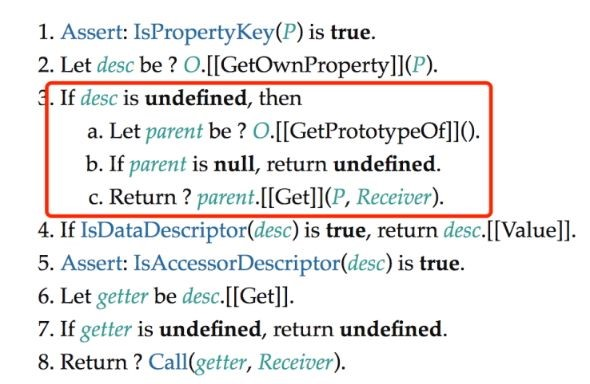 1. Assert: IsPropertyKey(P) is true.
2. Let desc be ? O.[[GetOwnProperty]](P).
3. If desc is undefined, then
a. Let parent be ? O.[[GetPrototypeOf]]().
b. If parent is null, return undefined.
c. Return ? parent.[[Get]](P, Receiver).
4. If IsDataDescriptor(desc) is true, return desc.[[Value]].
5. Assert: IsAccessorDescriptor(desc) is true.
6. Let getter be desc.[[Get]].
7. If getter is undefined, return undefined.
8. Return ? Call(getter, Receiver).